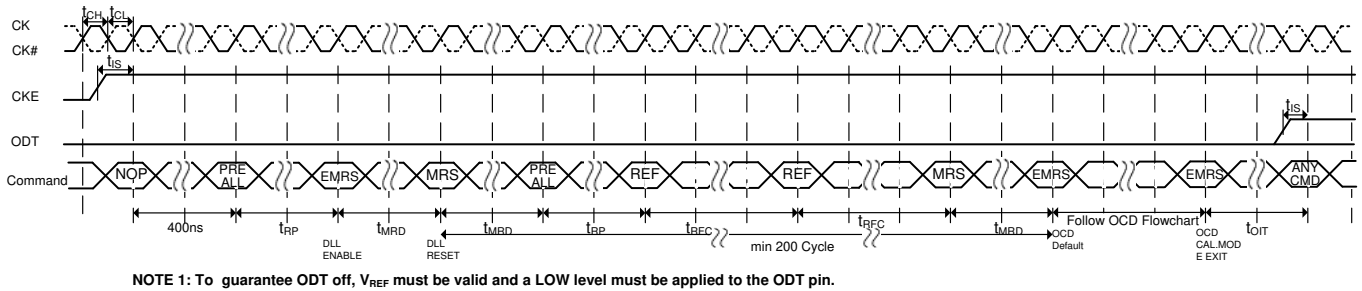 tCH tCL
CK
CK#
tIS
CKE
tIS
ODT
Command NOP PRE ALL EMRS MRS PRE ALL REF REF MRS EMRS EMRS ANY CMD
400ns tRP tMRD tMRD tRP tRFC tRFC tMRD Follow OCD Flowchart tOIT
DLL ENABLE
DLL RESET
min 200 Cycle
OCD Default
OCD CAL.MOD E EXIT
NOTE 1: To guarantee ODT off, VREF must be valid and a LOW level must be applied to the ODT pin.